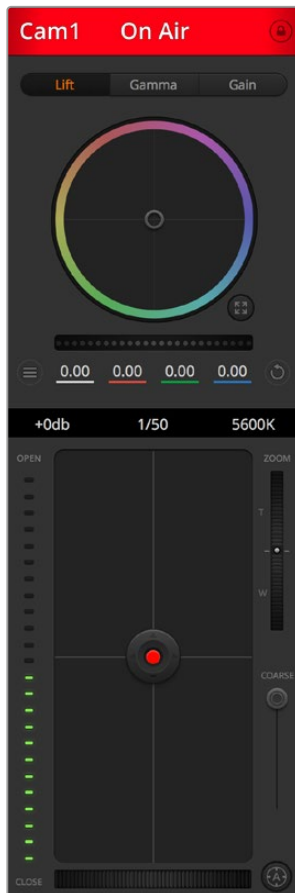 Cam1 On Air
Lift Gamma Gain
0.00 0.00 0.00 0.00
+0db 1/50 5600K
OPEN ZOOM
T
W
COARSE
CLOSE A